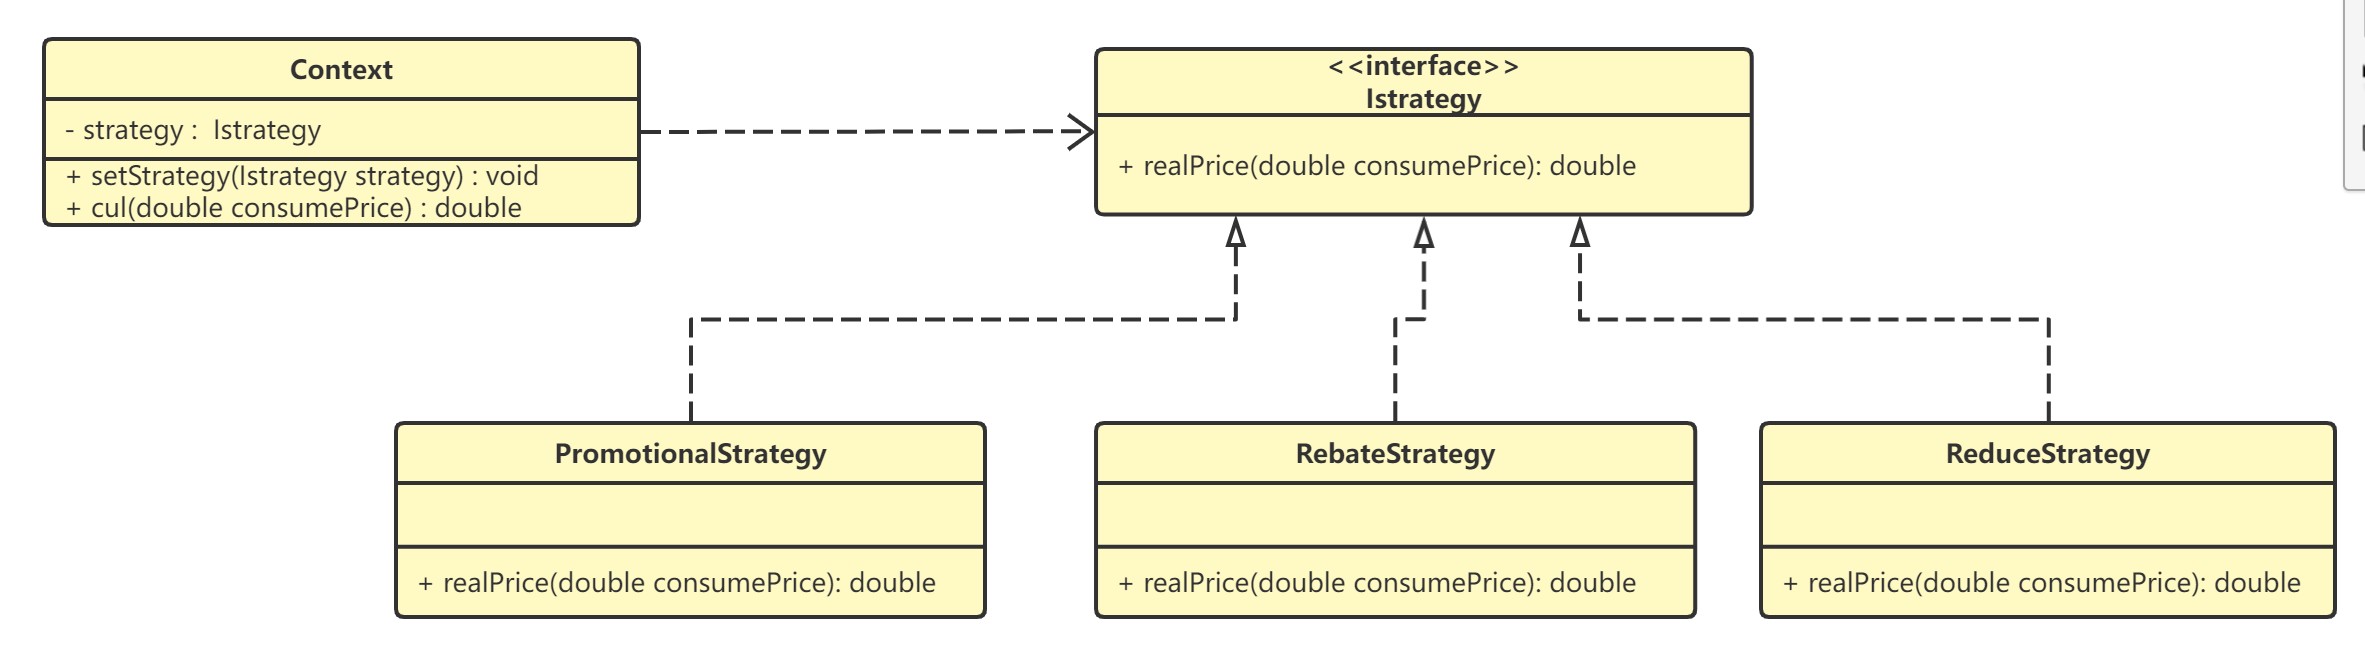 Context
- strategy :  Istrategy
+ setStrategy(Istrategy strategy) : void
+ cul(double consumePrice) : double
<<interface>>
Istrategy
+ realPrice(double consumePrice): double
PromotionalStrategy
+ realPrice(double consumePrice): double
RebateStrategy
+ realPrice(double consumePrice): double
ReduceStrategy
+ realPrice(double consumePrice): double